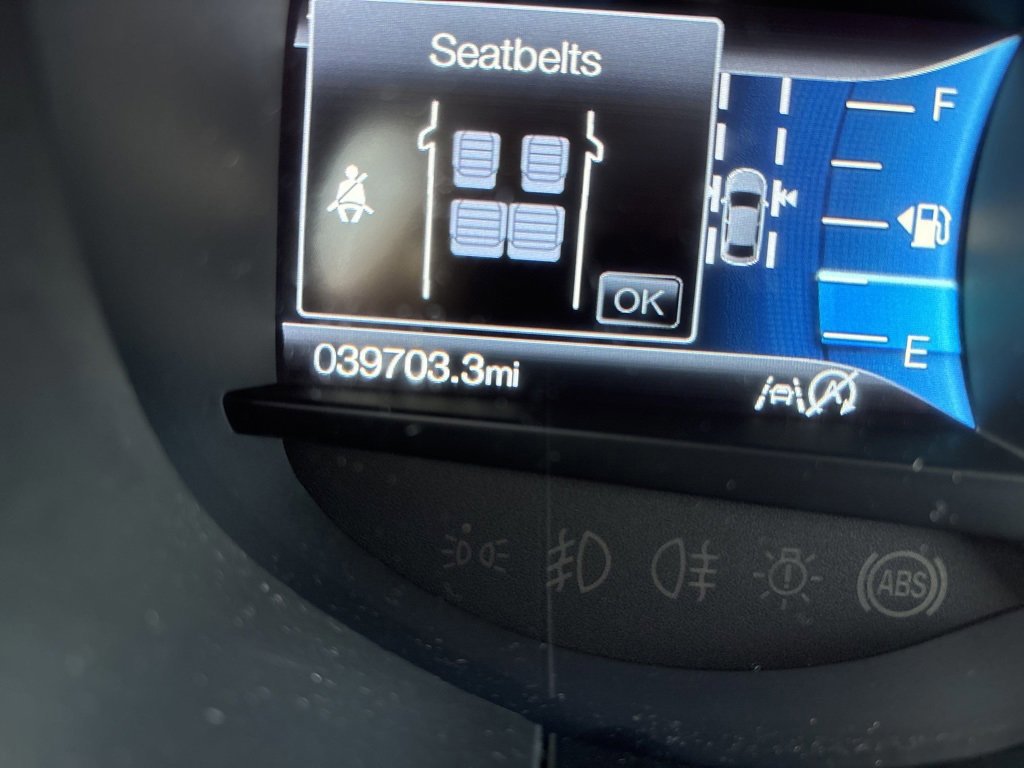 Seatbelts
F
OK
E
039703.3mi
A
ABS